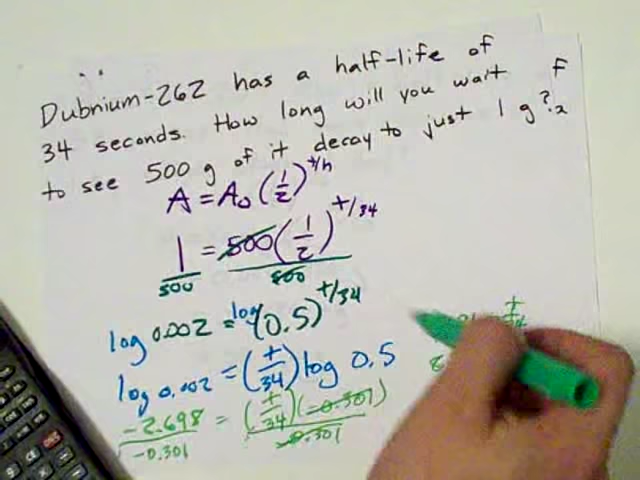 Dubnium-262 has a half-life of
34 seconds. How long will you wait
to see 500 g of it decay to just 1 g?
A = A₀ (1/2)^t/h
1/500 = 500 (1/2)^t/34 / 500
log 0.002 = log (0.5)^t/34
log 0.002 = (t/34) log 0.5
-2.698 / -0.301 = (t/34)(-0.301) / -0.301